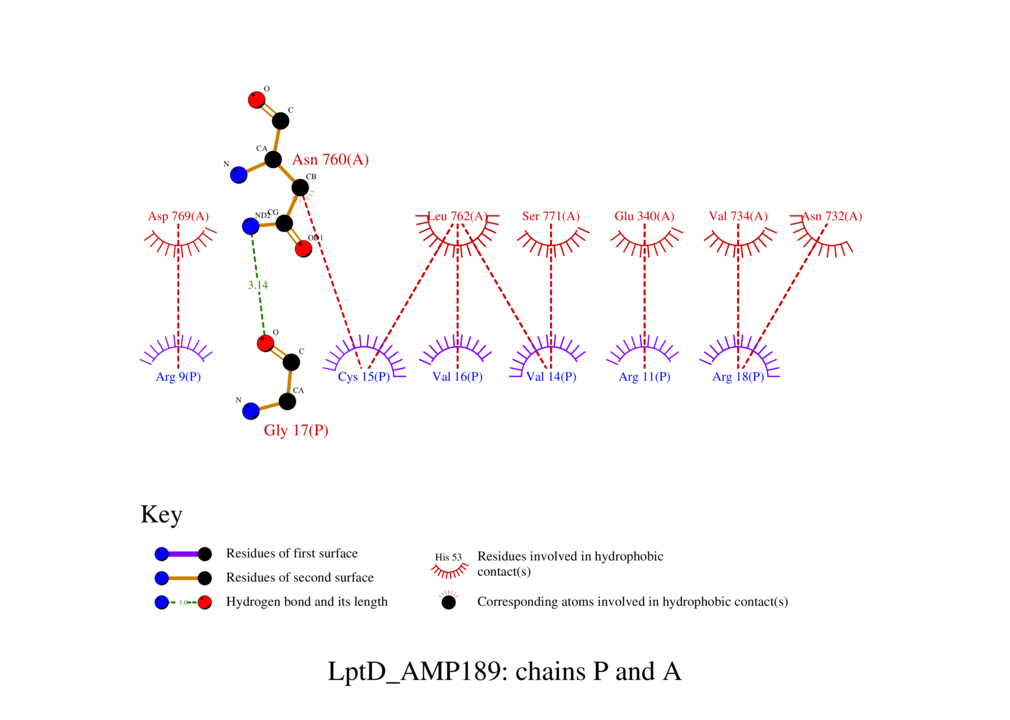 O
C
CA
Asn 760(A)
N
CB
Asp 769(A)
ND2
CG
Leu 762(A)
Ser 771(A)
Glu 340(A)
Val 734(A)
Asn 732(A)
OD1
3.14
O
C
Arg 9(P)
Cys 15(P)
Val 16(P)
Val 14(P)
Arg 11(P)
Arg 18(P)
CA
N
Gly 17(P)
Key
Residues of first surface
His 53
Residues involved in hydrophobic
contact(s)
Residues of second surface
3.0
Hydrogen bond and its length
Corresponding atoms involved in hydrophobic contact(s)
LptD_AMP189: chains P and A